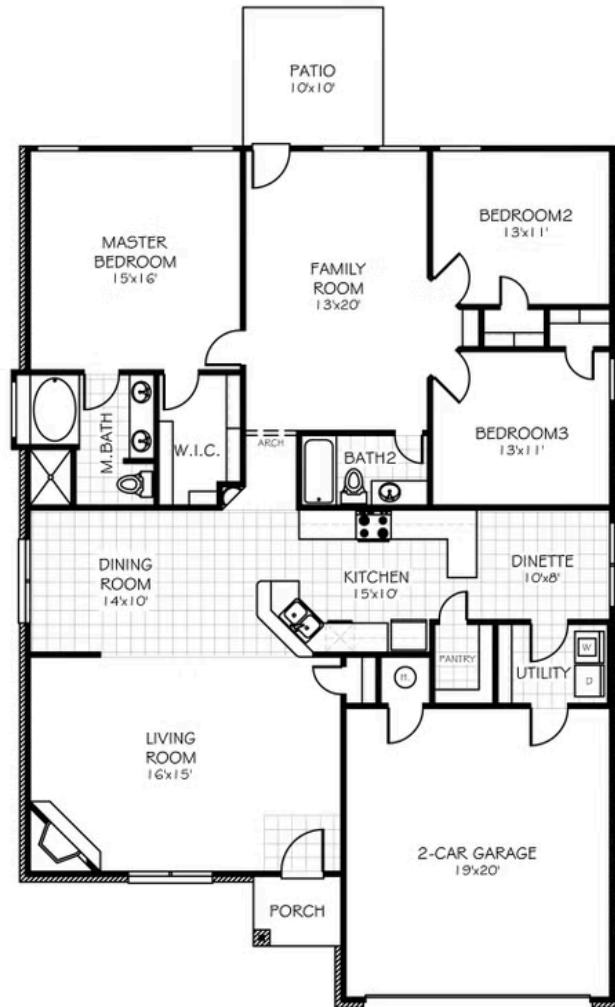 PATIO
10'x10'
MASTER
BEDROOM
15'x16'
FAMILY
ROOM
13'x20'
BEDROOM2
13'x11'
M.BATH
W.I.C.
ARCH
BATH2
BEDROOM3
13'x11'
DINING
ROOM
14'x10'
KITCHEN
15'x10'
DINETTE
10'x8'
PANTRY
UTILITY
W
D
H.
LIVING
ROOM
16'x15'
2-CAR GARAGE
19'x20'
PORCH